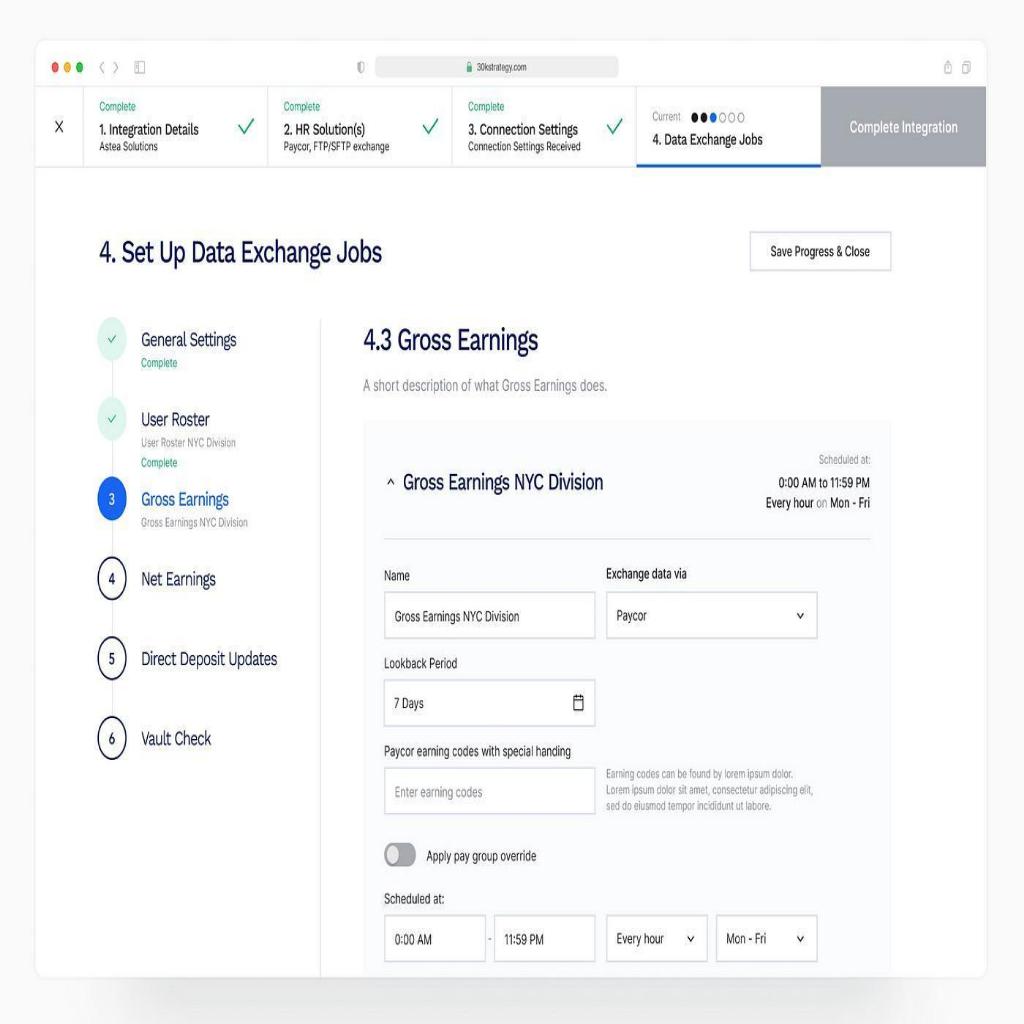 30kstrategy.com
X
Complete
1. Integration Details
Astea Solutions
Complete
2. HR Solution(s)
Paycor, FTP/SFTP exchange
Complete
3. Connection Settings
Connection Settings Received
Current
4. Data Exchange Jobs
Complete Integration
4. Set Up Data Exchange Jobs
Save Progress & Close
General Settings
Complete
User Roster
User Roster NYC Division
Complete
3
Gross Earnings
Gross Earnings NYC Division
4
Net Earnings
5
Direct Deposit Updates
6
Vault Check
4.3 Gross Earnings
A short description of what Gross Earnings does.
Gross Earnings NYC Division
Scheduled at:
0:00 AM to 11:59 PM
Every hour on Mon - Fri
Name
Exchange data via
Gross Earnings NYC Division
Paycor
Lookback Period
7 Days
Paycor earning codes with special handing
Enter earning codes
Earning codes can be found by lorem ipsum dolor.
Lorem ipsum dolor sit amet, consectetur adipiscing elit,
sed do eiusmod tempor incididunt ut labore.
Apply pay group override
Scheduled at:
0:00 AM - 11:59 PM
Every hour
Mon - Fri